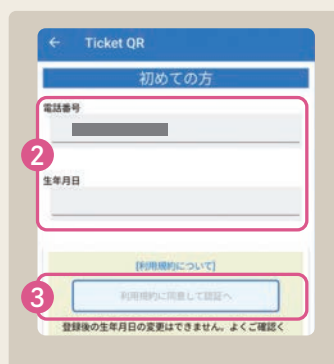 ← Ticket QR
初めての方
電話番号
2
生年月日
[利用規約について]
3
利用規約に同意して認証へ
登録後の生年月日の変更はできません。よくご確認く